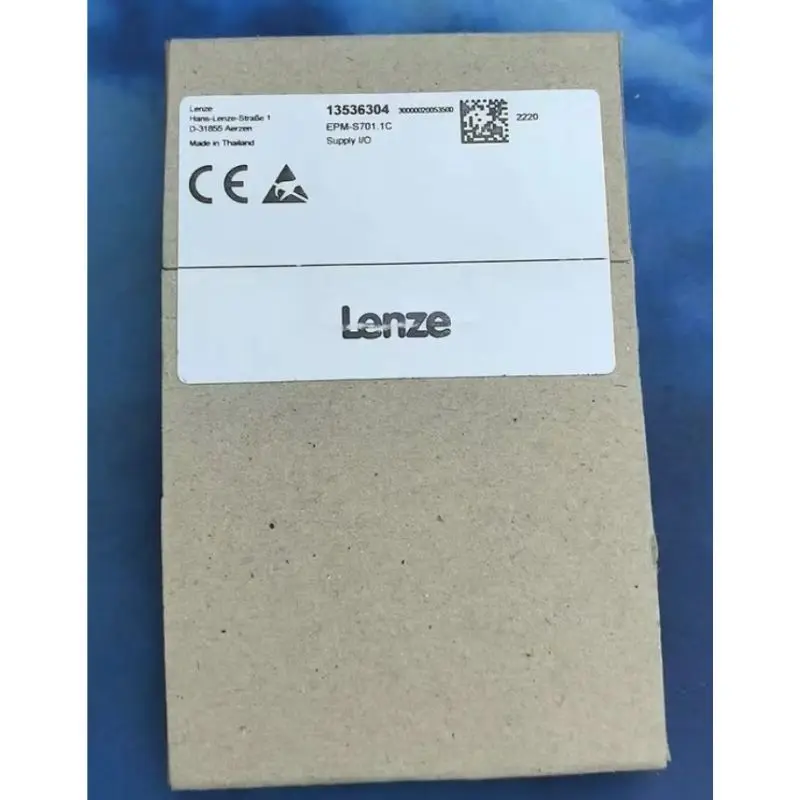 Lenze
Hans-Lenze-Straße 1
D-31855 Aerzen
Made in Thailand
13536304 30000020053500
EPM-S701.1C
Supply I/O
2220
CE
Lenze